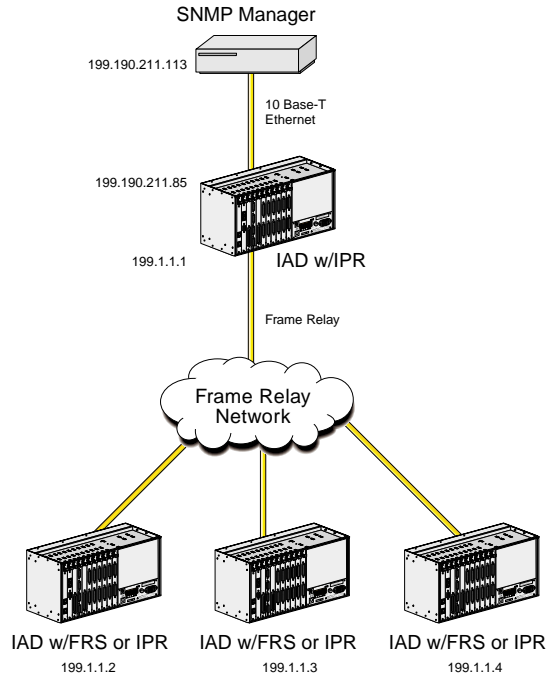 SNMP Manager
199.190.211.113
10 Base-T
Ethernet
199.190.211.85
199.1.1.1
IAD w/IPR
Frame Relay
Frame Relay
Network
IAD w/FRS or IPR
199.1.1.2
IAD w/FRS or IPR
199.1.1.3
IAD w/FRS or IPR
199.1.1.4